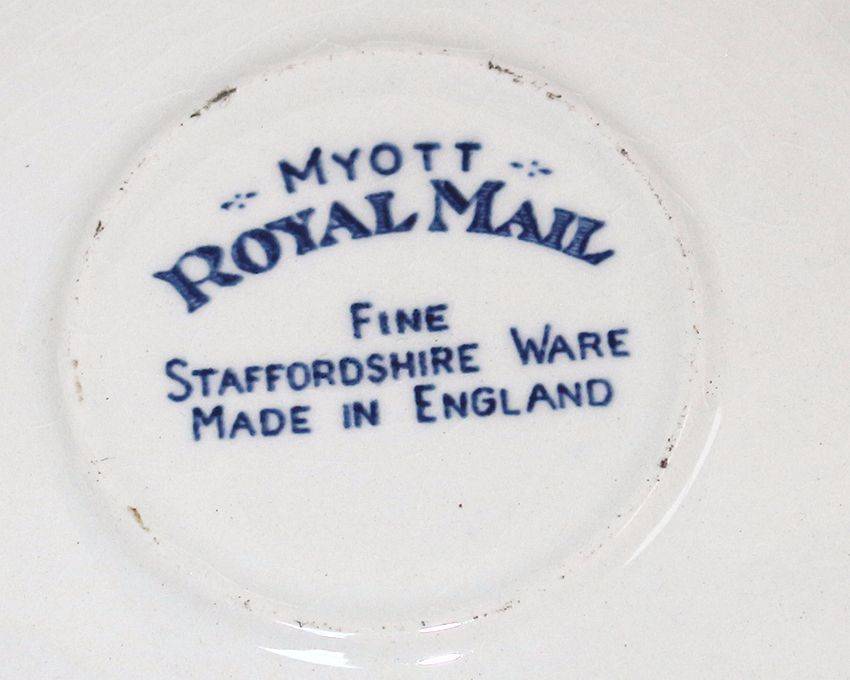 MYOTT
ROYAL MAIL
FINE
STAFFORDSHIRE WARE
MADE IN ENGLAND